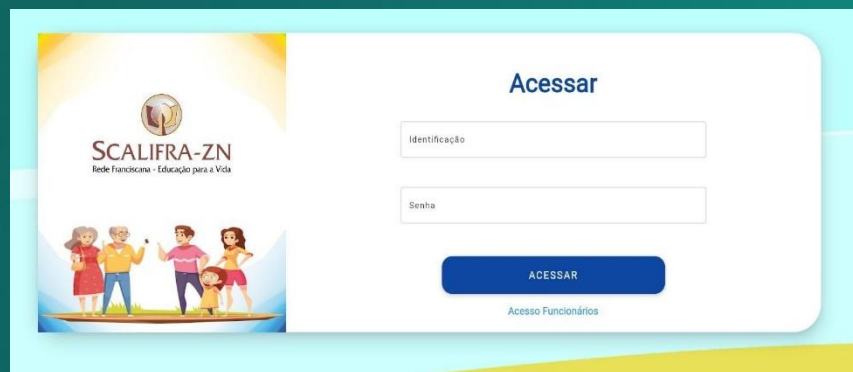 SCALIFRA-ZN
Rede Franciscana - Educação para a Vida
Acessar
Identificação
Senha
ACESSAR
Acesso Funcionários